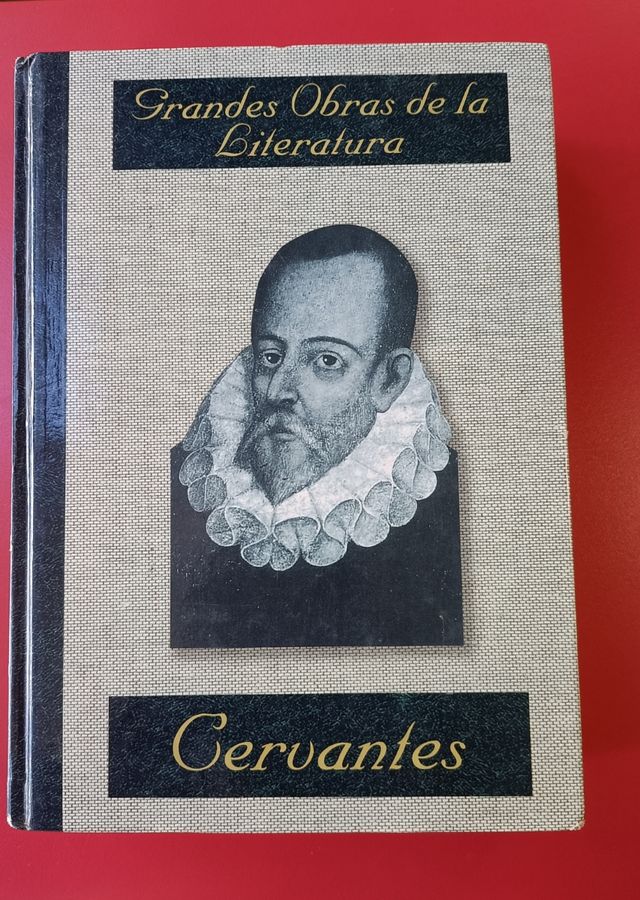 Grandes Obras de la
Literatura
Cervantes